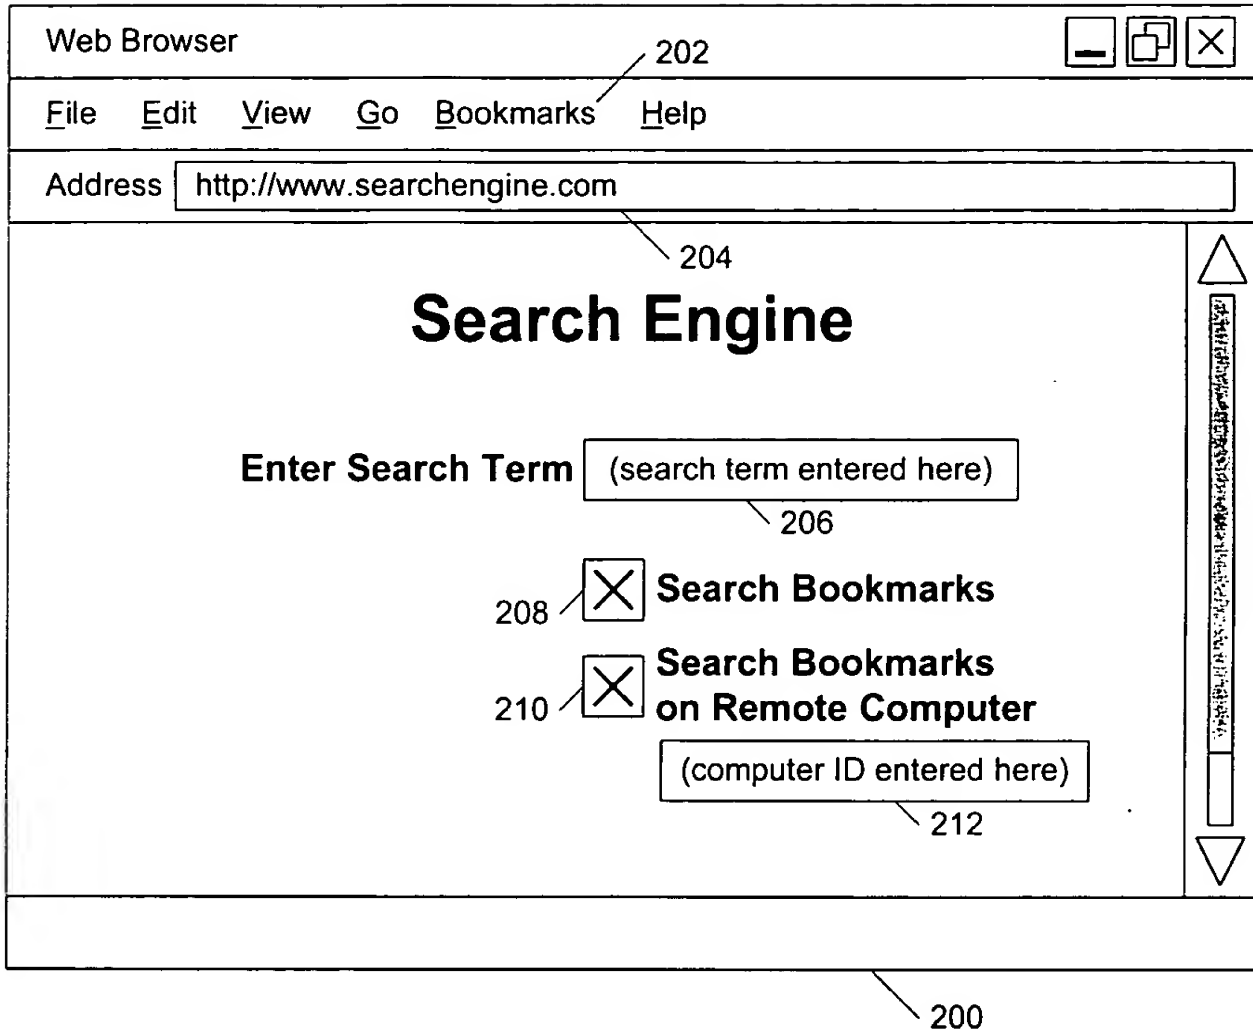 Web Browser
202
File Edit View Go Bookmarks Help
Address http://www.searchengine.com
204
Search Engine
Enter Search Term (search term entered here)
206
208 Search Bookmarks
210 Search Bookmarks
on Remote Computer
(computer ID entered here)
212
200